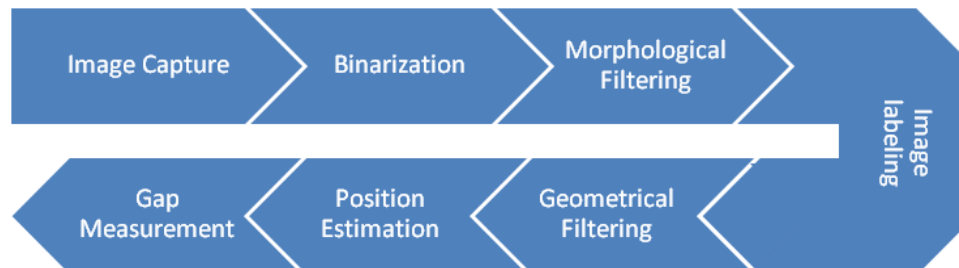 Image Capture
Binarization
Morphological
Filtering
Image
labeling
Geometrical
Filtering
Position
Estimation
Gap
Measurement